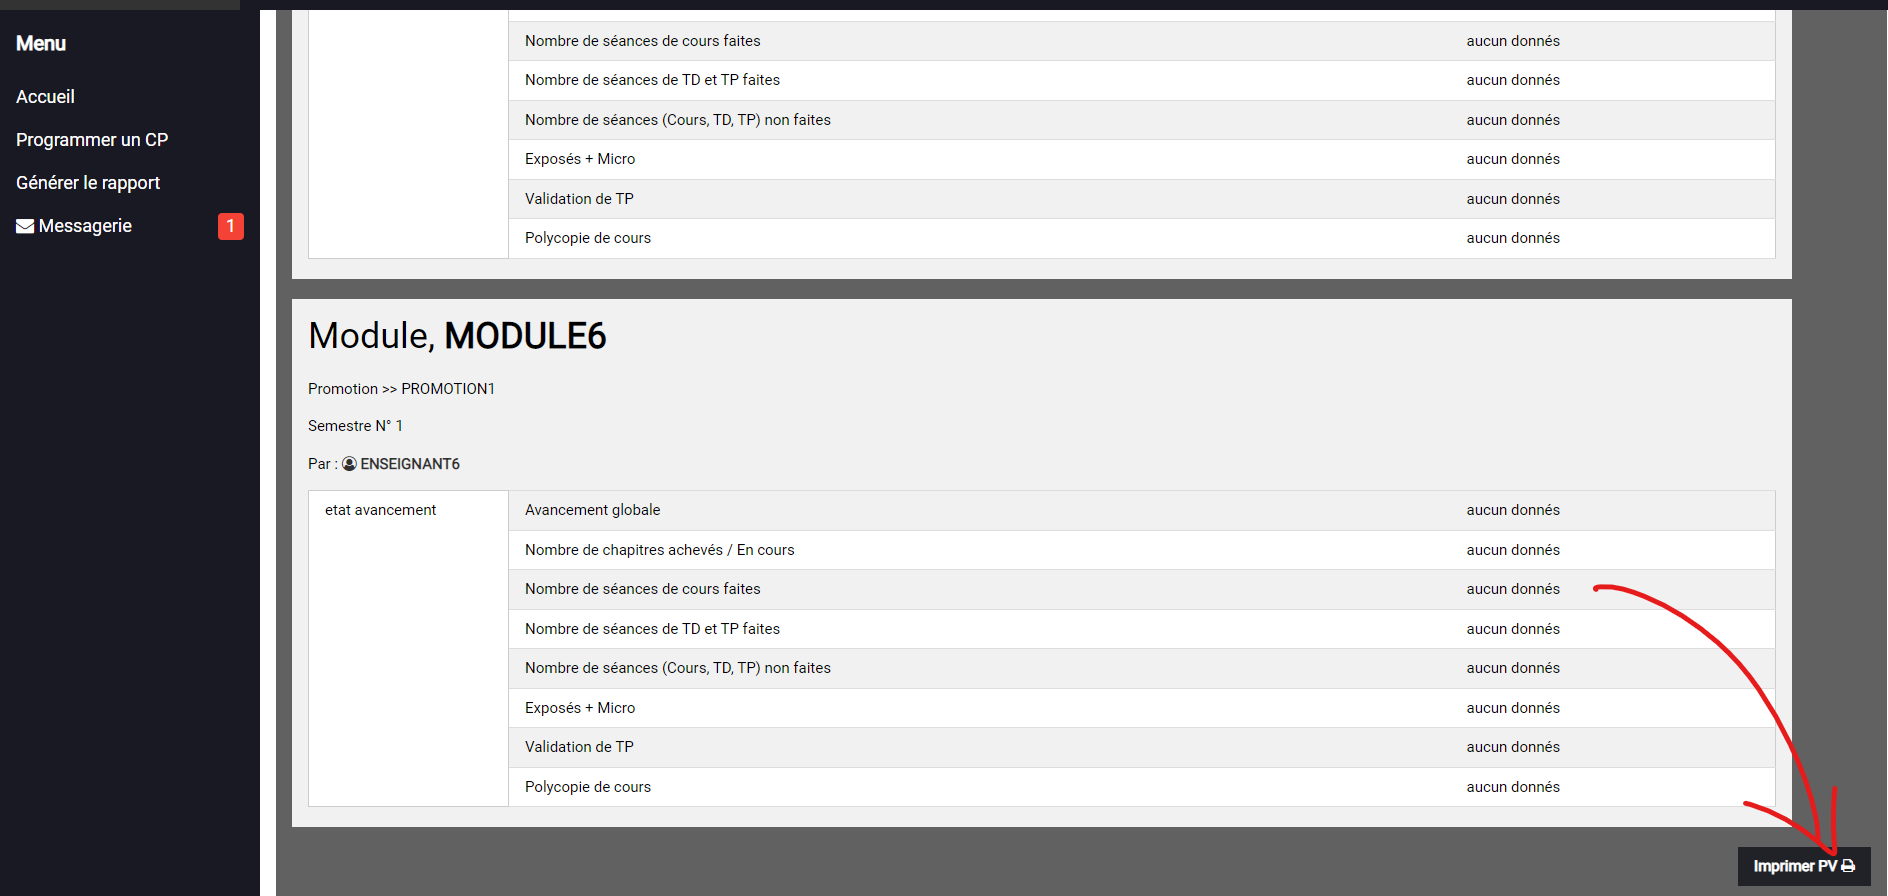 Menu
Accueil
Programmer un CP
Générer le rapport
Messagerie 1
Nombre de séances de cours faites aucun donnés
Nombre de séances de TD et TP faites aucun donnés
Nombre de séances (Cours, TD, TP) non faites aucun donnés
Exposés + Micro aucun donnés
Validation de TP aucun donnés
Polycopie de cours aucun donnés
Module, MODULE6
Promotion >> PROMOTION1
Semestre N° 1
Par : ENSEIGNANT6
etat avancement Avancement globale aucun donnés
Nombre de chapitres achevés / En cours aucun donnés
Nombre de séances de cours faites aucun donnés
Nombre de séances de TD et TP faites aucun donnés
Nombre de séances (Cours, TD, TP) non faites aucun donnés
Exposés + Micro aucun donnés
Validation de TP aucun donnés
Polycopie de cours aucun donnés
Imprimer PV